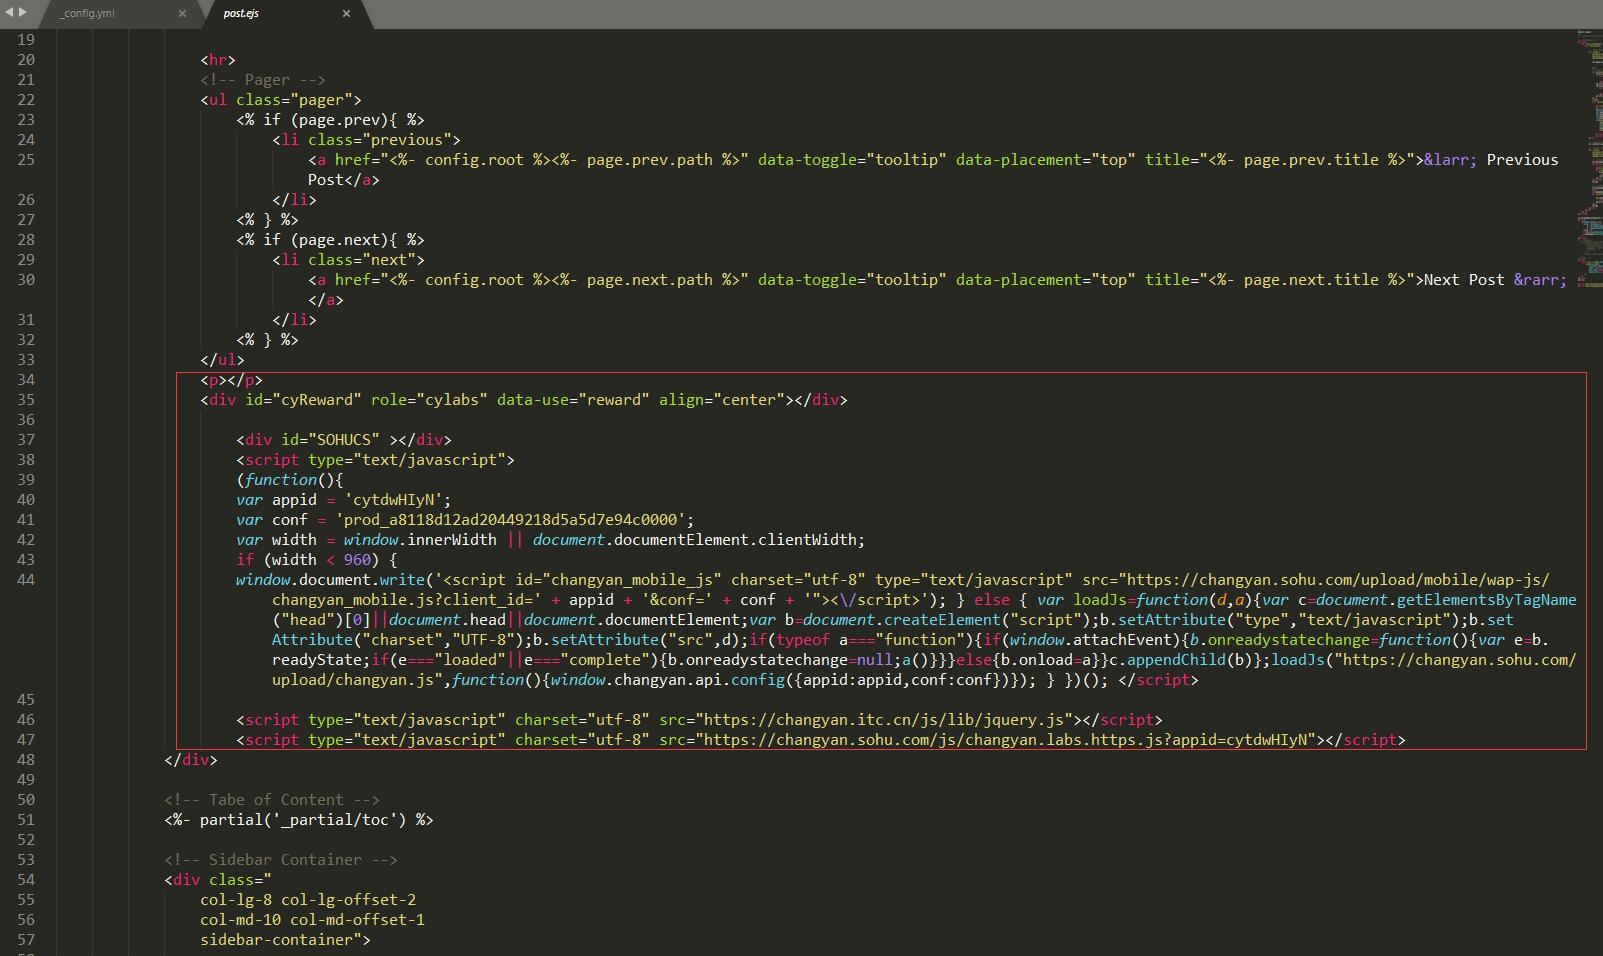 _config.yml
post.ejs
19
20 <hr>
21 <!-- Pager -->
22 <ul class="pager">
23 <% if (page.prev){ %>
24 <li class="previous">
25 <a href="<%- config.root %><%- page.prev.path %>" data-toggle="tooltip" data-placement="top" title="<%- page.prev.title %>">&larr; Previous
Post</a>
26 </li>
27 <% } %>
28 <% if (page.next){ %>
29 <li class="next">
30 <a href="<%- config.root %><%- page.next.path %>" data-toggle="tooltip" data-placement="top" title="<%- page.next.title %>">Next Post &rarr;
</a>
31 </li>
32 <% } %>
33 </ul>
34 <p></p>
35 <div id="cyReward" role="cylabs" data-use="reward" align="center"></div>
36
37 <div id="SOHUCS" ></div>
38 <script type="text/javascript">
39 (function(){
40 var appid = 'cytdwHIyN';
41 var conf = 'prod_a8118d12ad20449218d5a5d7e94c0000';
42 var width = window.innerWidth || document.documentElement.clientWidth;
43 if (width < 960) {
44 window.document.write('<script id="changyan_mobile_js" charset="utf-8" type="text/javascript" src="https://changyan.sohu.com/upload/mobile/wap-js/
changyan_mobile.js?client_id=' + appid + '&conf=' + conf + '"><\/script>'); } else { var loadJs=function(d,a){var c=document.getElementsByTagName
("head")[0]||document.head||document.documentElement;var b=document.createElement("script");b.setAttribute("type","text/javascript");b.set
Attribute("charset","UTF-8");b.setAttribute("src",d);if(typeof a==="function"){if(window.attachEvent){b.onreadystatechange=function(){var e=b.
readyState;if(e==="loaded"||e==="complete"){b.onreadystatechange=null;a()}}}else{b.onload=a}}c.appendChild(b)};loadJs("https://changyan.sohu.com/
upload/changyan.js",function(){window.changyan.api.config({appid:appid,conf:conf})}); } })(); </script>
45
46 <script type="text/javascript" charset="utf-8" src="https://changyan.itc.cn/js/lib/jquery.js"></script>
47 <script type="text/javascript" charset="utf-8" src="https://changyan.sohu.com/js/changyan.labs.https.js?appid=cytdwHIyN"></script>
48 </div>
49
50 <!-- Tabe of Content -->
51 <%- partial('_partial/toc') %>
52
53 <!-- Sidebar Container -->
54 <div class="
55 col-lg-8 col-lg-offset-2
56 col-md-10 col-md-offset-1
57 sidebar-container">